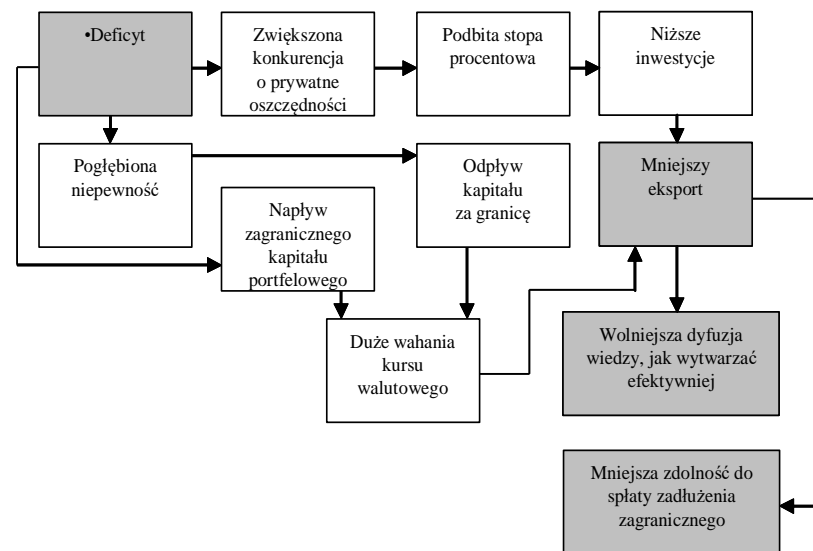 •Deficyt
Zwiększona
konkurencja
o prywatne
oszczędności
Podbita stopa
procentowa
Niższe
inwestycje
Pogłębiona
niepewność
Odpływ
kapitału
za granicę
Mniejszy
eksport
Napływ
zagranicznego
kapitału
portfelowego
Duże wahania
kursu
walutowego
Wolniejsza dyfuzja
wiedzy, jak wytwarzać
efektywniej
Mniejsza zdolność do
spłaty zadłużenia
zagranicznego